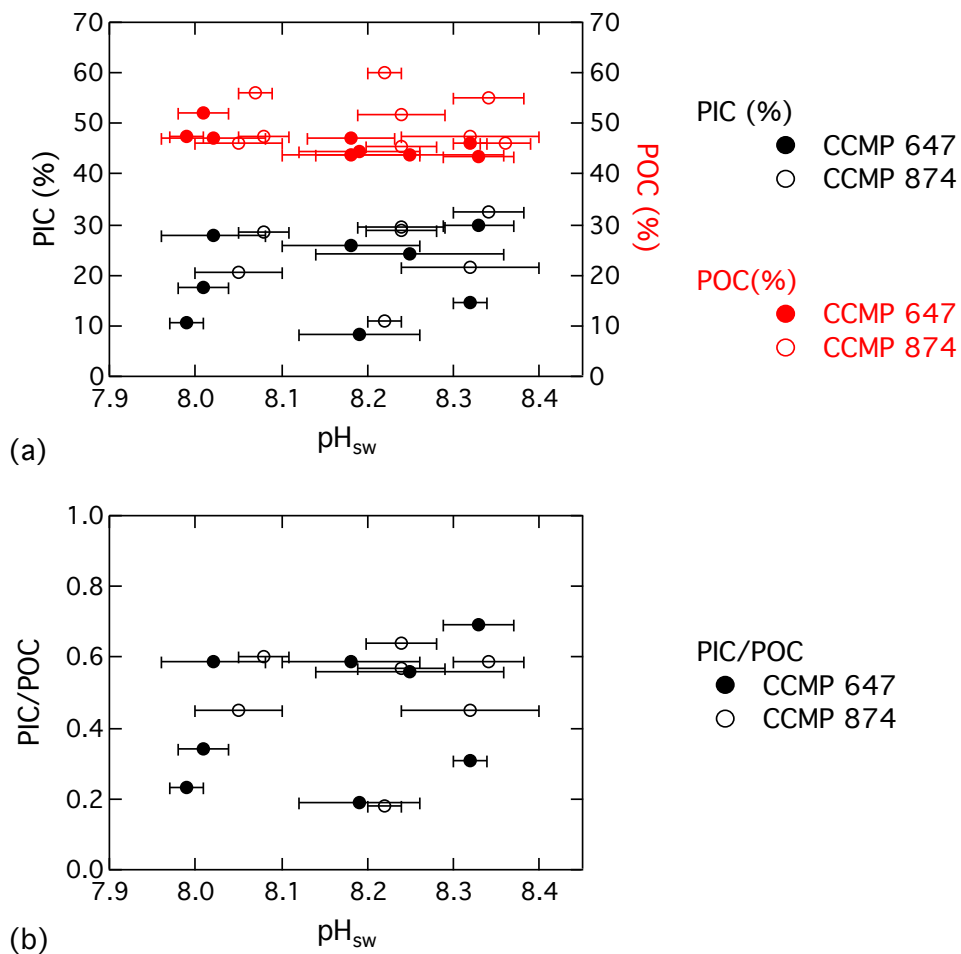 70
60
50
40
30
20
10
0
PIC (%)
70
60
50
40
30
20
10
0
POC (%)
7.9
8.0
8.1
8.2
8.3
8.4
pHsw
(a)
PIC (%)
CCMP 647
CCMP 874
POC(%)
CCMP 647
CCMP 874
1.0
0.8
0.6
0.4
0.2
0.0
PIC/POC
7.9
8.0
8.1
8.2
8.3
8.4
pHsw
(b)
PIC/POC
CCMP 647
CCMP 874